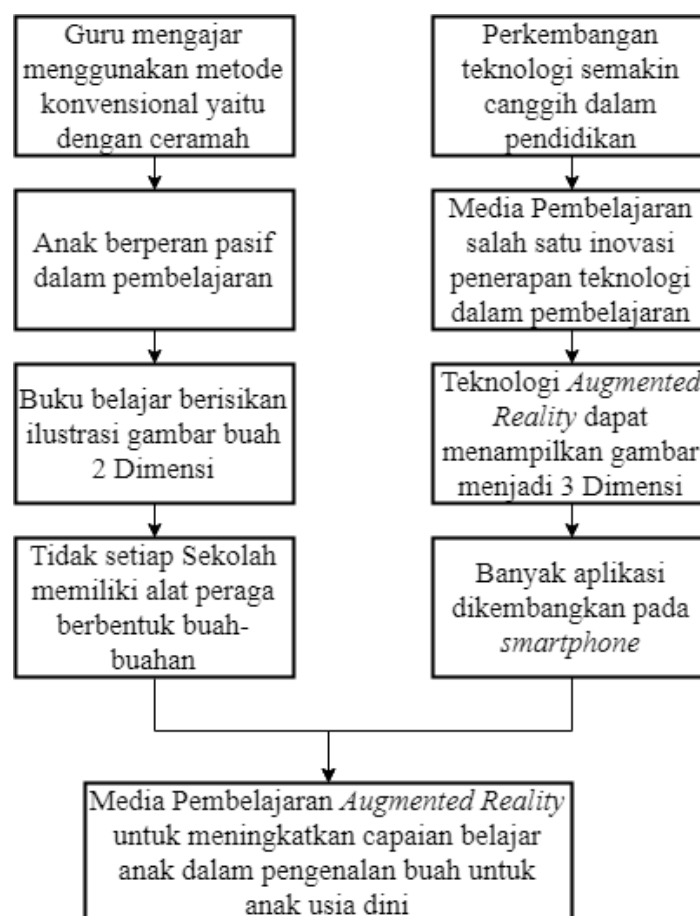 Guru mengajar
menggunakan metode
konvensional yaitu
dengan ceramah
Anak berperan pasif
dalam pembelajaran
Buku belajar berisikan
ilustrasi gambar buah
2 Dimensi
Tidak setiap Sekolah
memiliki alat peraga
berbentuk buah-
buahan
Perkembangan
teknologi semakin
canggih dalam
pendidikan
Media Pembelajaran
salah satu inovasi
penerapan teknologi
dalam pembelajaran
Teknologi Augmented
Reality dapat
menampilkan gambar
menjadi 3 Dimensi
Banyak aplikasi
dikembangkan pada
smartphone
Media Pembelajaran Augmented Reality
untuk meningkatkan capaian belajar
anak dalam pengenalan buah untuk
anak usia dini